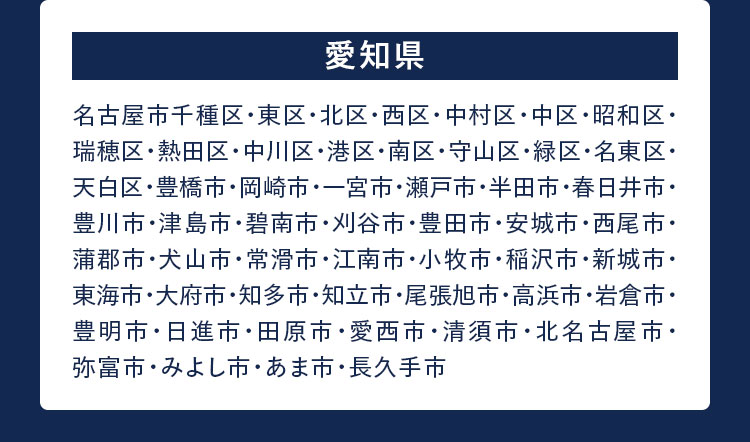 愛知県
名古屋市千種区・東区・北区・西区・中村区・中区・昭和区・
瑞穂区・熱田区・中川区・港区・南区・守山区・緑区・名東区・
天白区・豊橋市・岡崎市・一宮市・瀬戸市・半田市・春日井市・
豊川市・津島市・碧南市・刈谷市・豊田市・安城市・西尾市・
蒲郡市・犬山市・常滑市・江南市・小牧市・稲沢市・新城市・
東海市・大府市・知多市・知立市・尾張旭市・高浜市・岩倉市・
豊明市・日進市・田原市・愛西市・清須市・北名古屋市・
弥富市・みよし市・あま市・長久手市